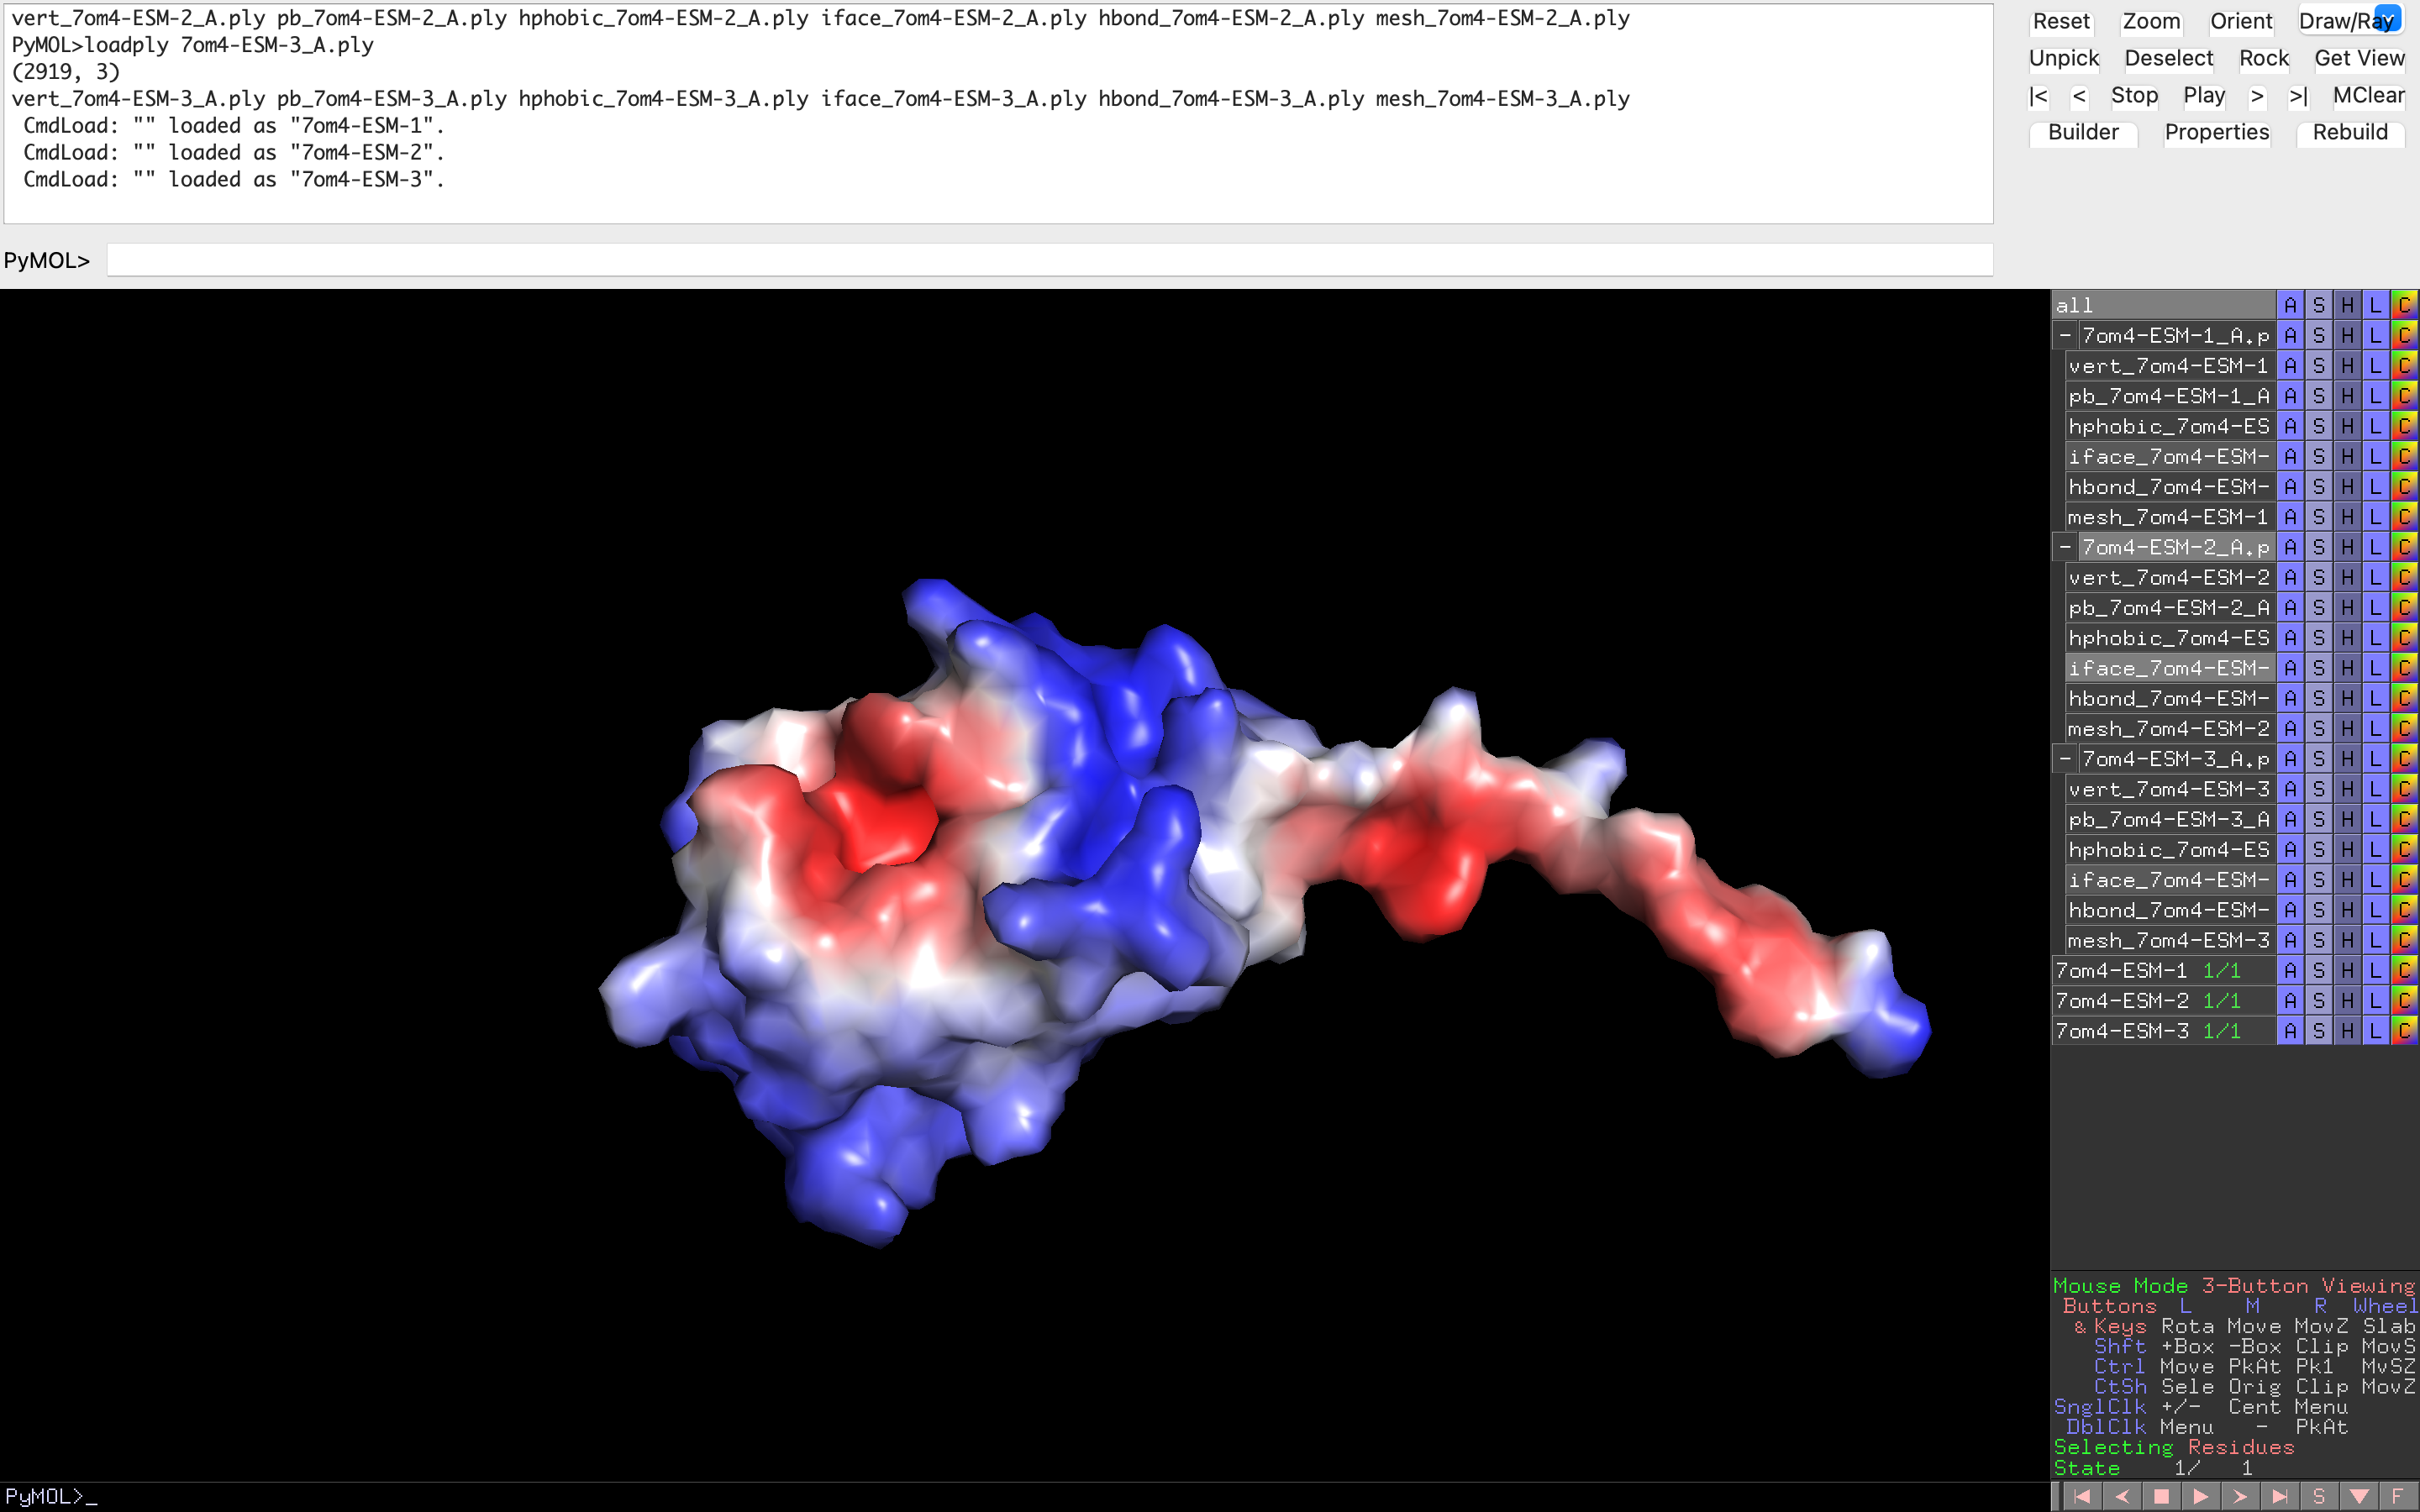 vert_7om4-ESM-2_A.ply pb_7om4-ESM-2_A.ply hphobic_7om4-ESM-2_A.ply iface_7om4-ESM-2_A.ply hbond_7om4-ESM-2_A.ply mesh_7om4-ESM-2_A.ply
PyMOL>loadply 7om4-ESM-3_A.ply
(2919, 3)
vert_7om4-ESM-3_A.ply pb_7om4-ESM-3_A.ply hphobic_7om4-ESM-3_A.ply iface_7om4-ESM-3_A.ply hbond_7om4-ESM-3_A.ply mesh_7om4-ESM-3_A.ply
CmdLoad: "" loaded as "7om4-ESM-1".
CmdLoad: "" loaded as "7om4-ESM-2".
CmdLoad: "" loaded as "7om4-ESM-3".
PyMOL>
Reset Zoom Orient Draw/Ray
Unpick Deselect Rock Get View
|< < Stop Play > >| MClear
Builder Properties Rebuild
all A S H L C
- 7om4-ESM-1_A.p A S H L C
vert_7om4-ESM-1 A S H L C
pb_7om4-ESM-1_A A S H L C
hphobic_7om4-ES A S H L C
iface_7om4-ESM- A S H L C
hbond_7om4-ESM- A S H L C
mesh_7om4-ESM-1 A S H L C
- 7om4-ESM-2_A.p A S H L C
vert_7om4-ESM-2 A S H L C
pb_7om4-ESM-2_A A S H L C
hphobic_7om4-ES A S H L C
iface_7om4-ESM- A S H L C
hbond_7om4-ESM- A S H L C
mesh_7om4-ESM-2 A S H L C
- 7om4-ESM-3_A.p A S H L C
vert_7om4-ESM-3 A S H L C
pb_7om4-ESM-3_A A S H L C
hphobic_7om4-ES A S H L C
iface_7om4-ESM- A S H L C
hbond_7om4-ESM- A S H L C
mesh_7om4-ESM-3 A S H L C
7om4-ESM-1 1/1 A S H L C
7om4-ESM-2 1/1 A S H L C
7om4-ESM-3 1/1 A S H L C
Mouse Mode 3-Button Viewing
Buttons L M R Wheel
& Keys Rota Move MovZ Slab
Shft +Box -Box Clip MovS
Ctrl Move PkAt Pk1 MvSZ
CtSh Sele Orig Clip MovZ
SnglClk +/- Cent Menu
DblClk Menu - PkAt
Selecting Residues
State 1/ 1
PyMOL>_
S F